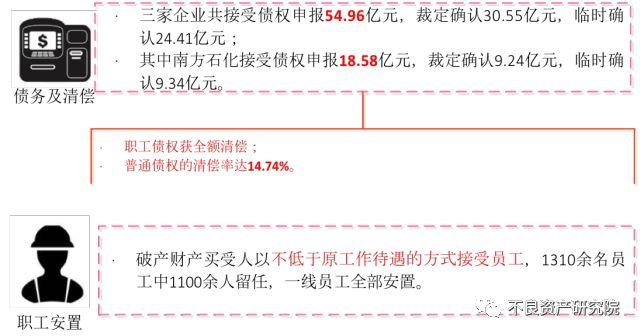 · 三家企业共接受债权申报54.96亿元，裁定确认30.55亿元，临时确
认24.41亿元；
· 其中南方石化接受债权申报18.58亿元，裁定确认9.24亿元，临时确
认9.34亿元。
$
债务及清偿
· 职工债权获全额清偿；
· 普通债权的清偿率达14.74%。
· 破产财产买受人以不低于原工作待遇的方式接受员工，1310余名员
工中1100余人留任，一线员工全部安置。
职工安置
不良资产研究院